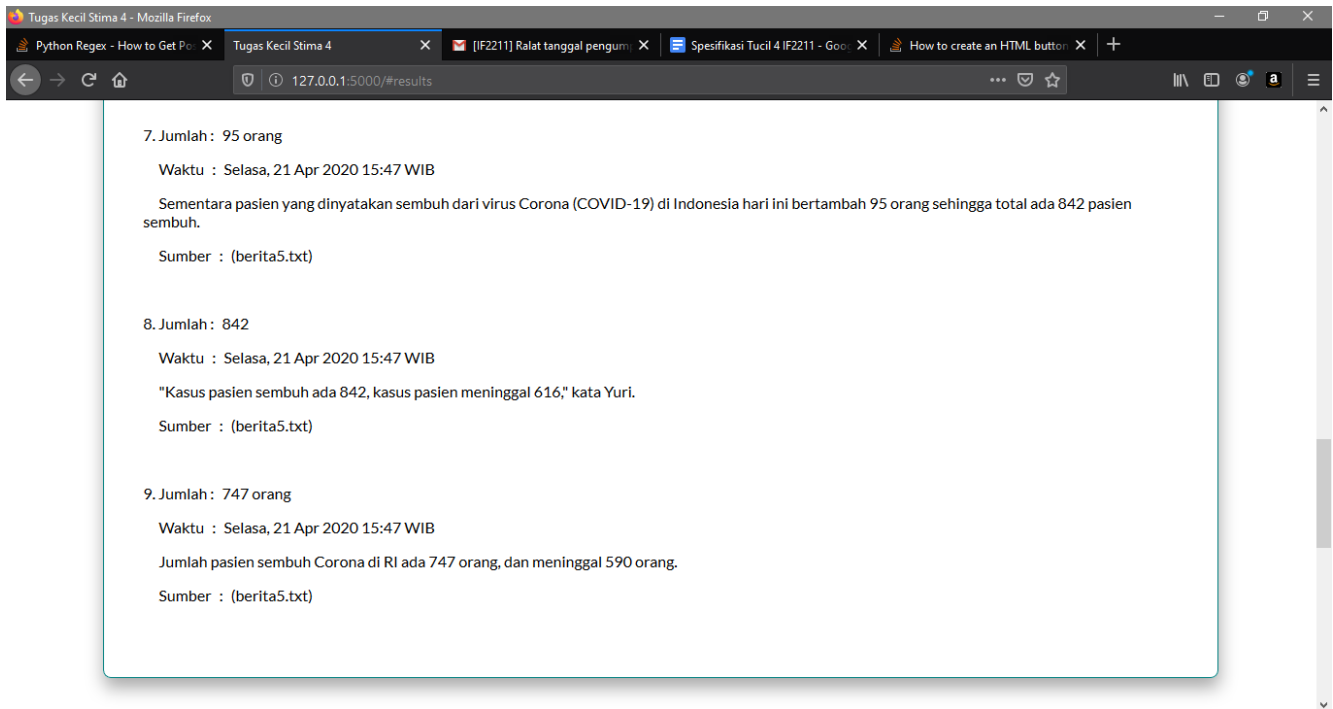 Tugas Kecil Stima 4 - Mozilla Firefox
Python Regex - How to Get Po
Tugas Kecil Stima 4
[IF2211] Ralat tanggal pengum
Spesifikasi Tucil 4 IF2211 - Goo
How to create an HTML button
127.0.0.1:5000/#results
7. Jumlah : 95 orang
Waktu : Selasa, 21 Apr 2020 15:47 WIB
Sementara pasien yang dinyatakan sembuh dari virus Corona (COVID-19) di Indonesia hari ini bertambah 95 orang sehingga total ada 842 pasien
sembuh.
Sumber : (berita5.txt)
8. Jumlah : 842
Waktu : Selasa, 21 Apr 2020 15:47 WIB
"Kasus pasien sembuh ada 842, kasus pasien meninggal 616," kata Yuri.
Sumber : (berita5.txt)
9. Jumlah : 747 orang
Waktu : Selasa, 21 Apr 2020 15:47 WIB
Jumlah pasien sembuh Corona di RI ada 747 orang, dan meninggal 590 orang.
Sumber : (berita5.txt)